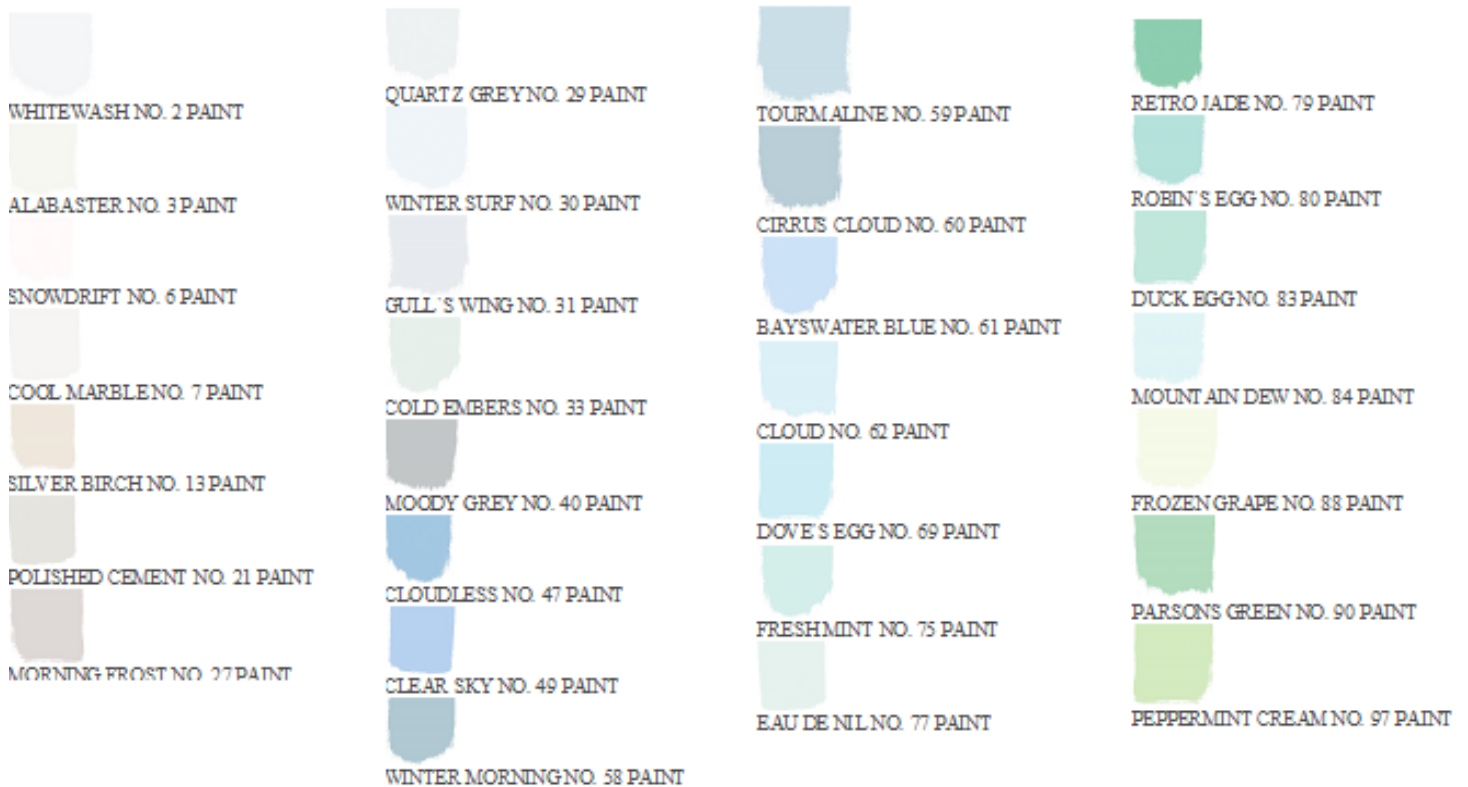 WHITEWASH NO. 2 PAINT
ALABASTER NO. 3 PAINT
SNOWDRIFT NO. 6 PAINT
COOL MARBLE NO. 7 PAINT
SILVER BIRCH NO. 13 PAINT
POLISHED CEMENT NO. 21 PAINT
MORNING FROST NO. 27 PAINT
QUARTZ GREY NO. 29 PAINT
WINTER SURF NO. 30 PAINT
GULL`S WING NO. 31 PAINT
COLD EMBERS NO. 33 PAINT
MOODY GREY NO. 40 PAINT
CLOUDLESS NO. 47 PAINT
CLEAR SKY NO. 49 PAINT
WINTER MORNING NO. 58 PAINT
TOURMALINE NO. 59 PAINT
CIRRUS CLOUD NO. 60 PAINT
BAYSWATER BLUE NO. 61 PAINT
CLOUD NO. 62 PAINT
DOVE`S EGG NO. 69 PAINT
FRESH MINT NO. 75 PAINT
EAU DE NIL NO. 77 PAINT
RETRO JADE NO. 79 PAINT
ROBIN`S EGG NO. 80 PAINT
DUCK EGG NO. 83 PAINT
MOUNTAIN DEW NO. 84 PAINT
FROZEN GRAPE NO. 88 PAINT
PARSONS GREEN NO. 90 PAINT
PEPPERMINT CREAM NO. 97 PAINT